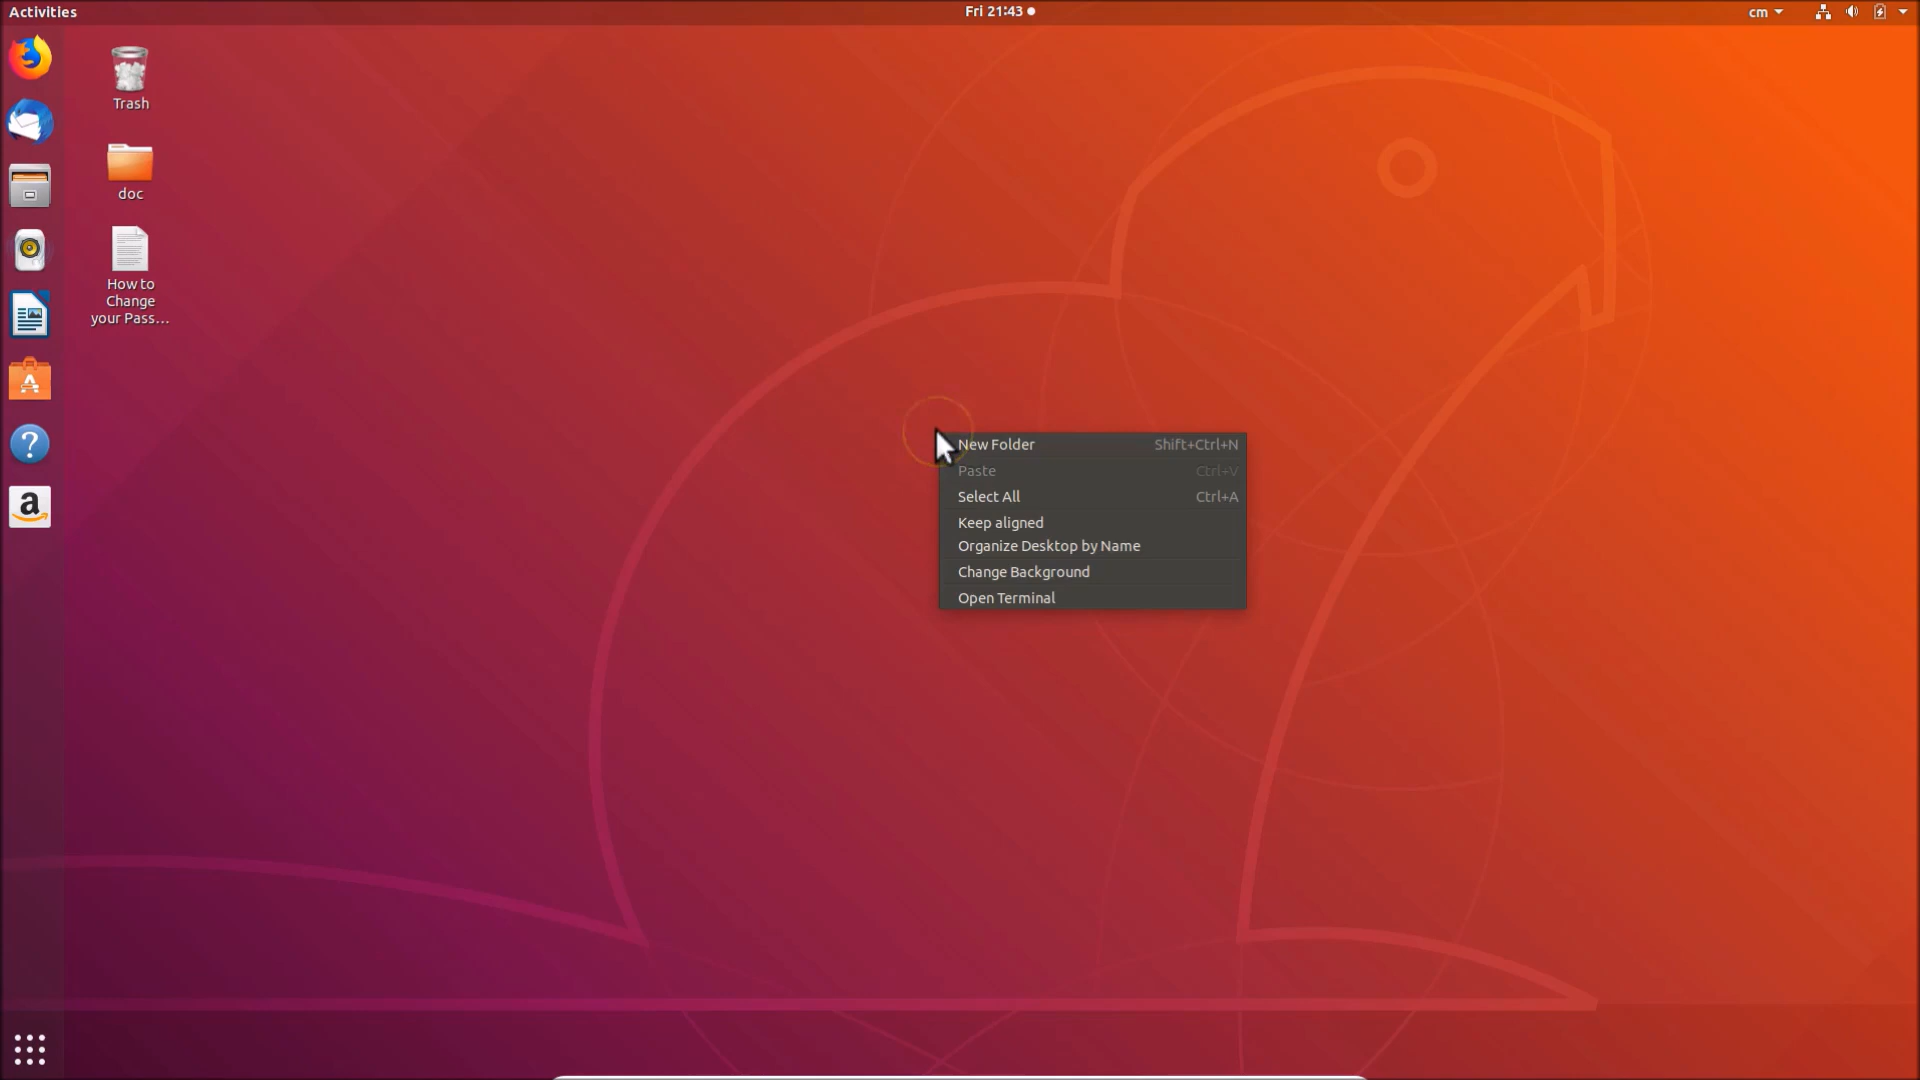 Activities
Fri 21:43
cm
Trash
doc
How to
Change
your Pass...
New Folder Shift+Ctrl+N
Paste Ctrl+V
Select All Ctrl+A
Keep aligned
Organize Desktop by Name
Change Background
Open Terminal